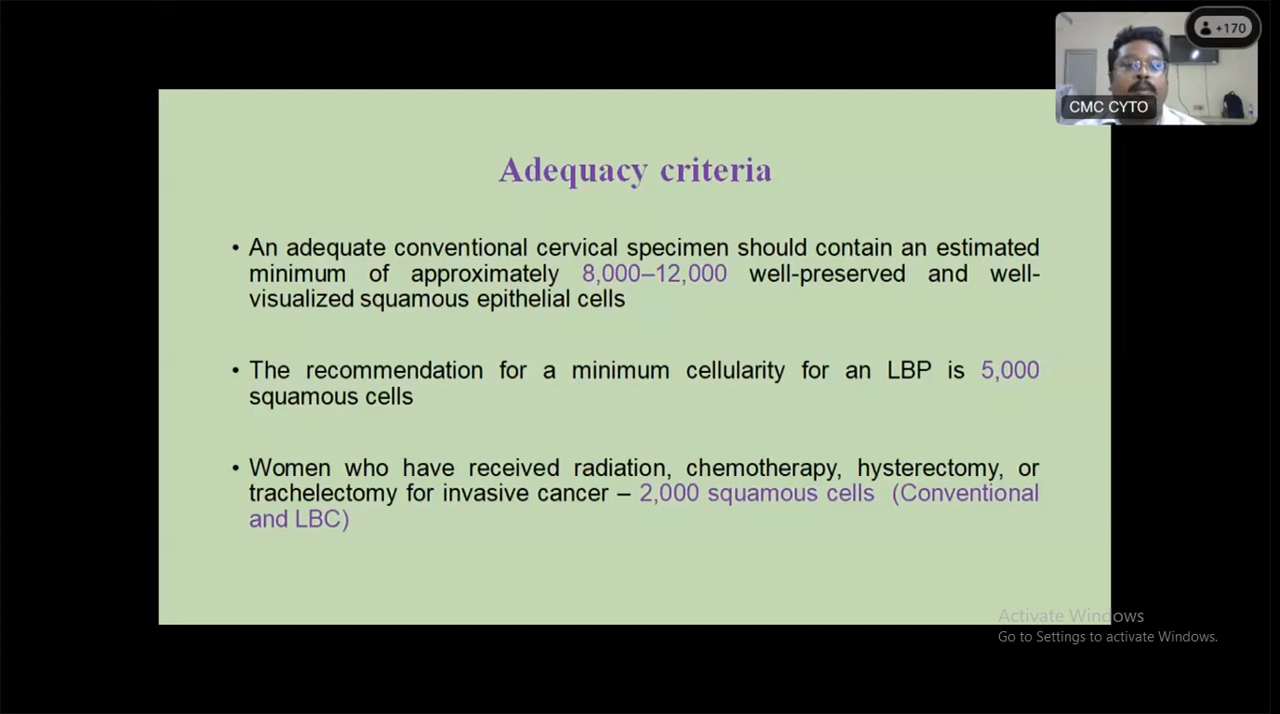 +170
CMC CYTO
Adequacy criteria
• An adequate conventional cervical specimen should contain an estimated
minimum of approximately 8,000–12,000 well-preserved and well-
visualized squamous epithelial cells
• The recommendation for a minimum cellularity for an LBP is 5,000
squamous cells
• Women who have received radiation, chemotherapy, hysterectomy, or
trachelectomy for invasive cancer – 2,000 squamous cells (Conventional
and LBC)
Activate Windows
Go to Settings to activate Windows.